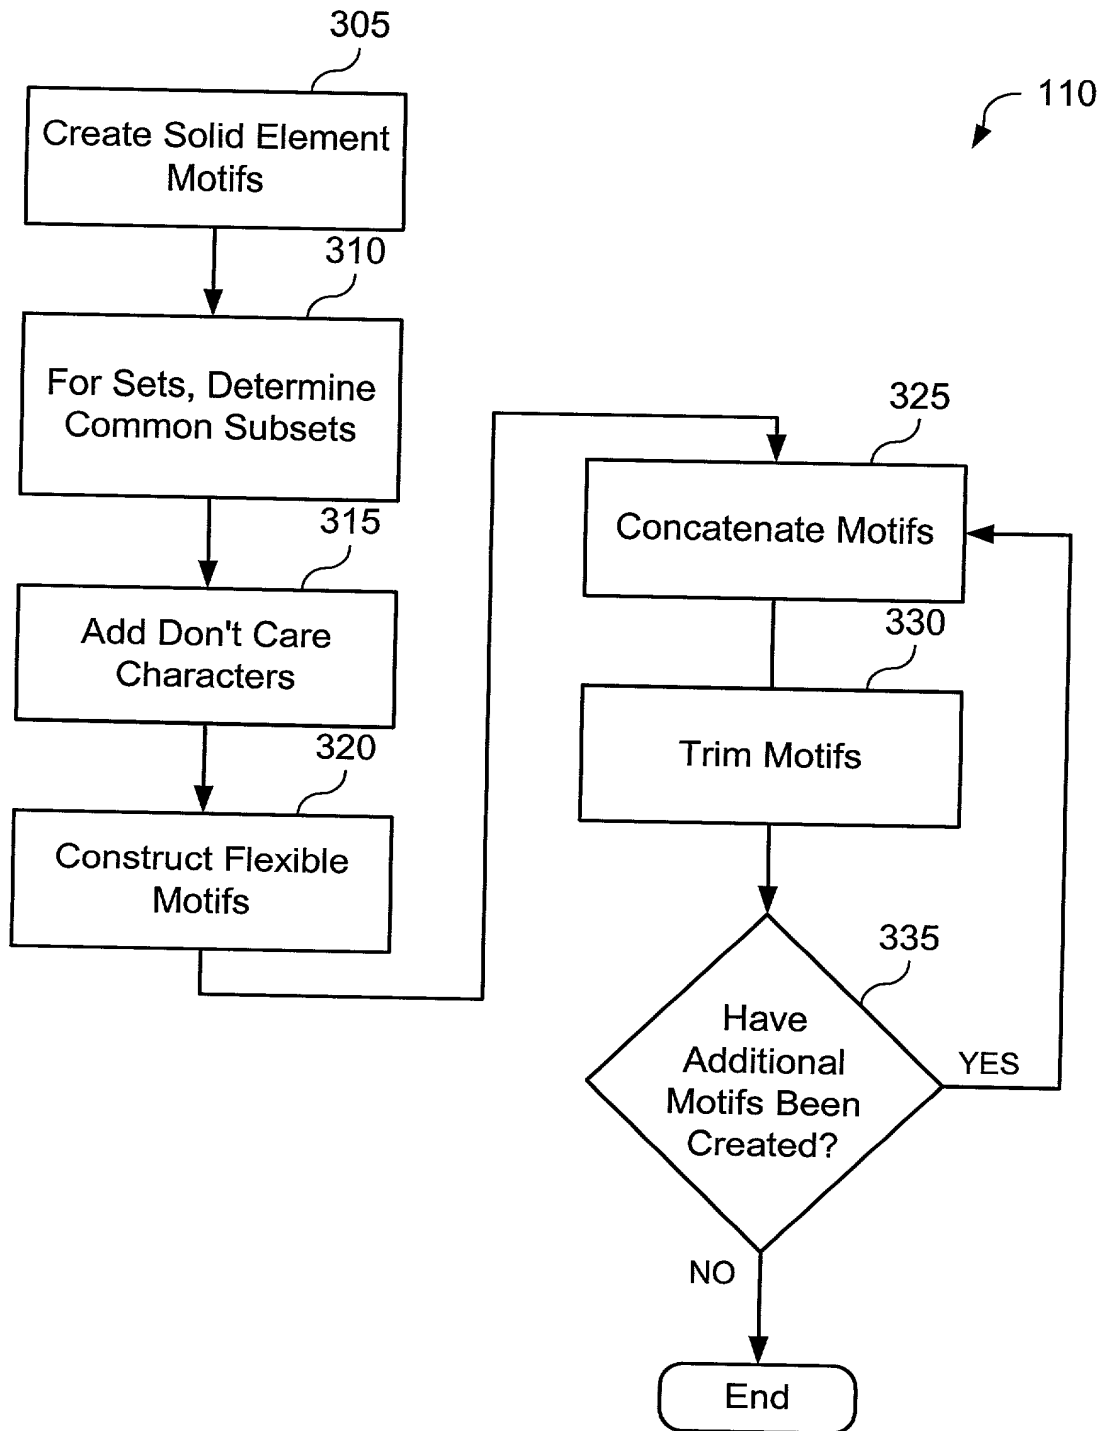 305
Create Solid Element
Motifs
110
310
For Sets, Determine
Common Subsets
315
Add Don't Care
Characters
320
Construct Flexible
Motifs
325
Concatenate Motifs
330
Trim Motifs
335
Have
Additional
Motifs Been
Created?
YES
NO
End